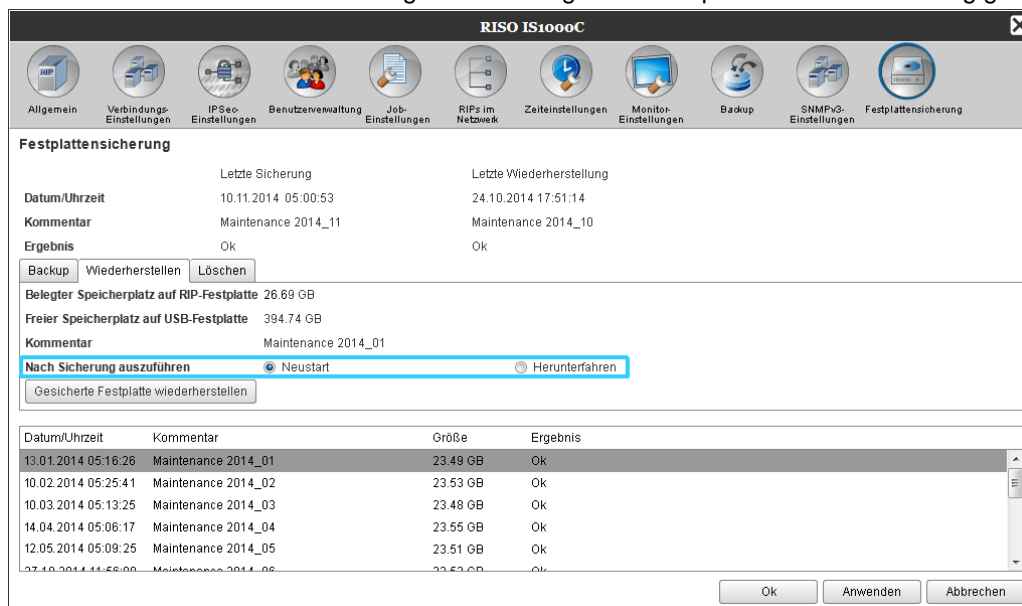 RISO IS1000C
RIP
Allgemein
Verbindungs-
Einstellungen
IPSec-
Einstellungen
Benutzerverwaltung
Job-
Einstellungen
RIPs im
Netzwerk
Zeiteinstellungen
Monitor-
Einstellungen
Backup
SNMPv3-
Einstellungen
Festplattensicherung
Festplattensicherung
Letzte Sicherung Letzte Wiederherstellung
Datum/Uhrzeit 10.11.2014 05:00:53 24.10.2014 17:51:14
Kommentar Maintenance 2014_11 Maintenance 2014_10
Ergebnis Ok Ok
Backup Wiederherstellen Löschen
Belegter Speicherplatz auf RIP-Festplatte 26.69 GB
Freier Speicherplatz auf USB-Festplatte 394.74 GB
Kommentar Maintenance 2014_01
Nach Sicherung auszuführen Neustart Herunterfahren
Gesicherte Festplatte wiederherstellen
Datum/Uhrzeit Kommentar Größe Ergebnis
13.01.2014 05:16:26 Maintenance 2014_01 23.49 GB Ok
10.02.2014 05:25:41 Maintenance 2014_02 23.53 GB Ok
10.03.2014 05:13:25 Maintenance 2014_03 23.48 GB Ok
14.04.2014 05:06:17 Maintenance 2014_04 23.55 GB Ok
12.05.2014 05:09:25 Maintenance 2014_05 23.51 GB Ok
Maintenance 2014_06 Ok
Ok Anwenden Abbrechen